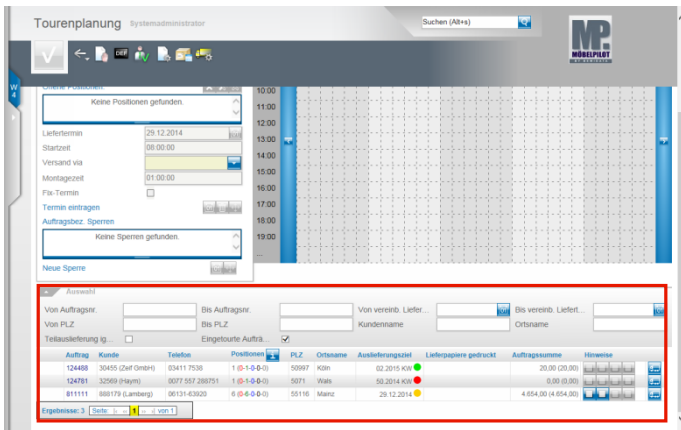 Tourenplanung Systemadministrator
Suchen (Alt+s)
MP
MÖBELPILOT
DEF
W
4
Offene Positionen:
Keine Positionen gefunden.
Liefertermin 29.12.2014
Startzeit 08:00:00
Versand via
Montagezeit 01:00:00
Fix-Termin
Termin eintragen
Auftragsbez. Sperren
Keine Sperren gefunden.
Neue Sperre
10:00
11:00
12:00
13:00
14:00
15:00
16:00
17:00
18:00
19:00
...
Auswahl
Von Auftragsnr. Bis Auftragsnr. Von vereinb. Liefer... Bis vereinb. Liefert...
Von PLZ Bis PLZ Kundenname Ortsname
Teilauslieferung ig... Eingetourte Aufträ...
Auftrag Kunde Telefon Positionen PLZ Ortsname Auslieferungsziel Lieferpapiere gedruckt Auftragssumme Hinweise
124488 30455 (Zeif GmbH) 03411 7538 1 (0-1-0-0-0) 50997 Köln 02.2015 KW 20,00 (20,00)
124781 32569 (Haym) 0077 557 288751 1 (0-1-0-0-0) 5071 Wals 50.2014 KW 0,00 (0,00)
811111 888179 (Lamberg) 06131-63920 6 (0-6-0-0-0) 55116 Mainz 29.12.2014 4.654,00 (4.654,00)
Ergebnisse: 3 Seite: 1 von 1